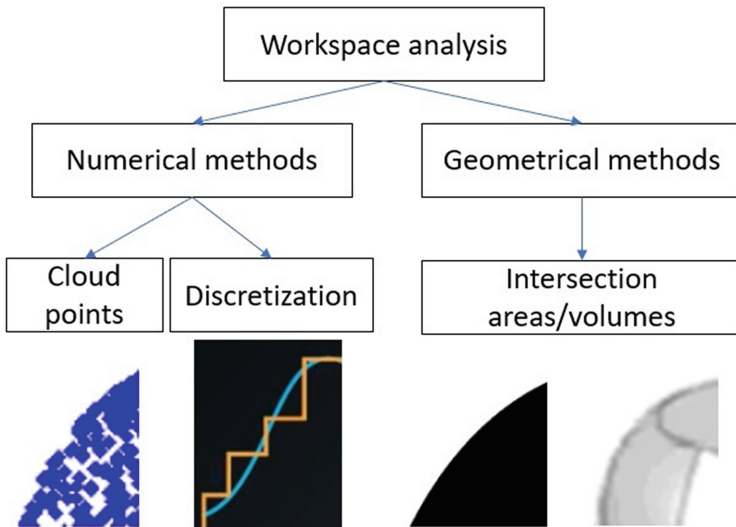 Workspace analysis
Numerical methods
Geometrical methods
Cloud
points
Discretization
Intersection
areas/volumes